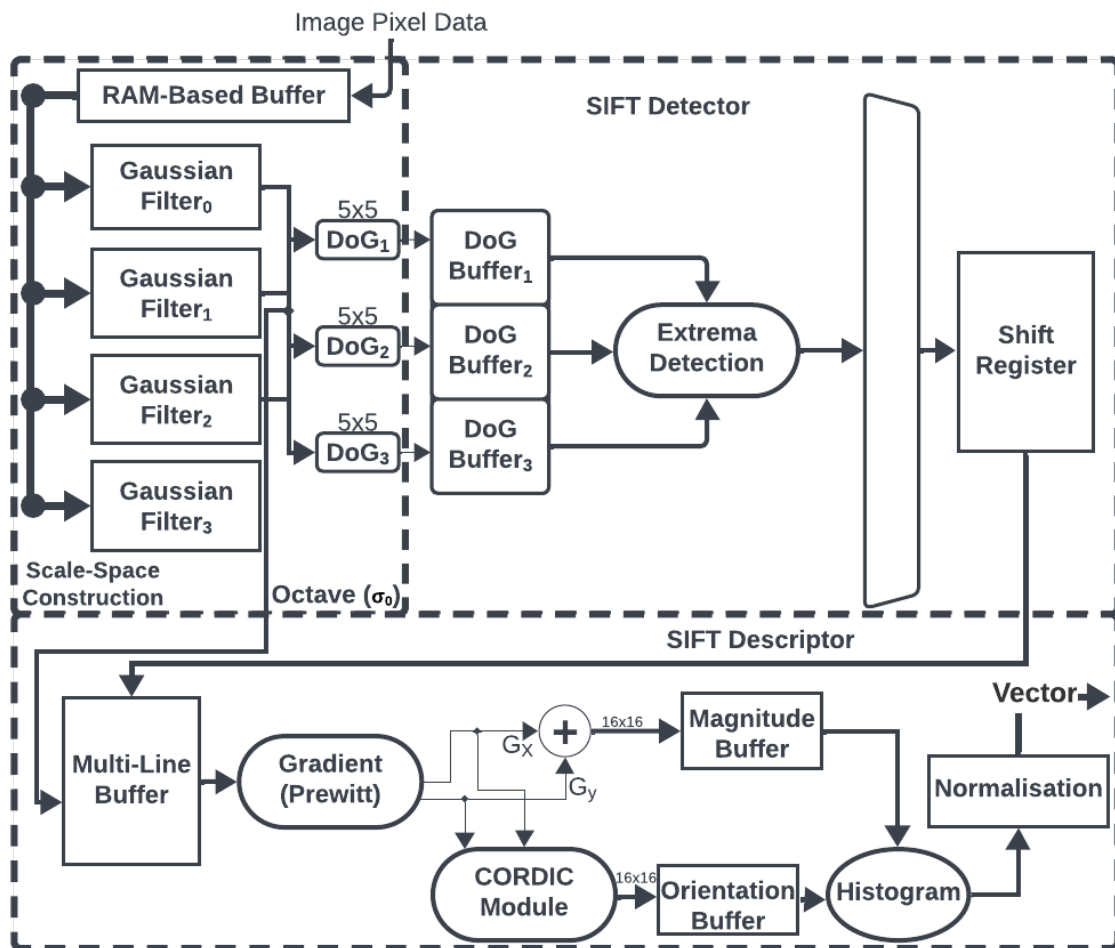 Image Pixel Data
RAM-Based Buffer
SIFT Detector
Gaussian
Filter₀
Gaussian
Filter₁
Gaussian
Filter₂
Gaussian
Filter₃
5x5
DoG₁
5x5
DoG₂
5x5
DoG₃
DoG
Buffer₁
DoG
Buffer₂
DoG
Buffer₃
Extrema
Detection
Shift
Register
Scale-Space
Construction
Octave (σ₀)
SIFT Descriptor
Multi-Line
Buffer
Gradient
(Prewitt)
Gx
+
Gy
16x16
Magnitude
Buffer
CORDIC
Module
16x16
Orientation
Buffer
Histogram
Normalisation
Vector